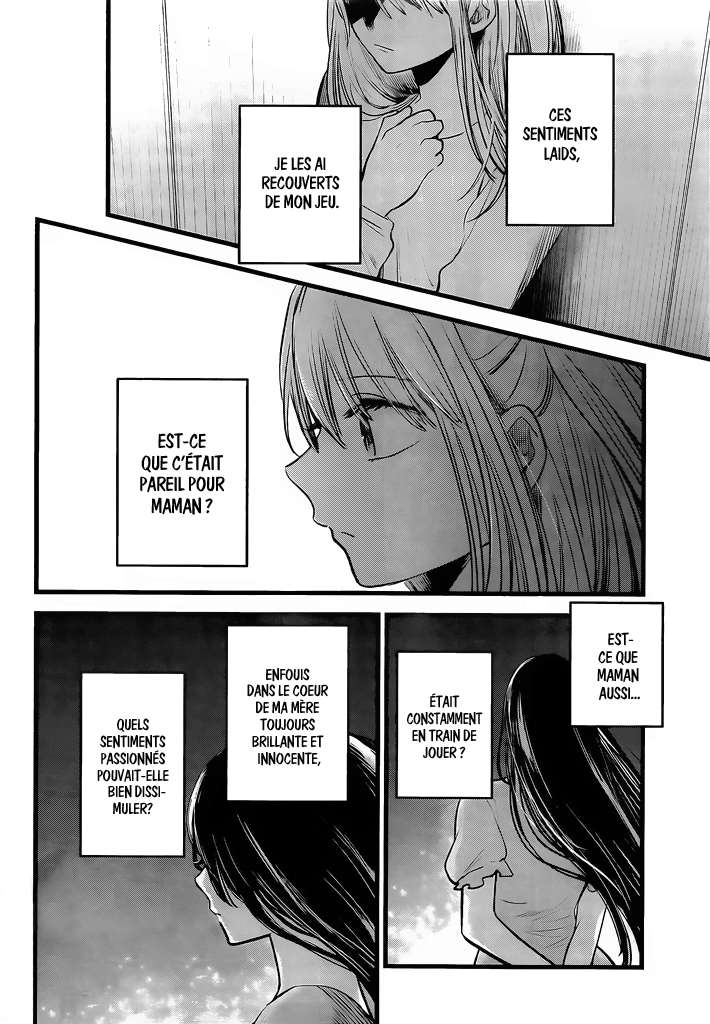 CES
SENTIMENTS
LAIDS,
JE LES AI
RECOUVERTS
DE MON JEU.
EST-CE
QUE C'ÉTAIT
PAREIL POUR
MAMAN ?
EST-
CE QUE
MAMAN
AUSSI...
ÉTAIT
CONSTAMMENT
EN TRAIN DE
JOUER ?
ENFOUIS
DANS LE COEUR
DE MA MÈRE
TOUJOURS
BRILLANTE ET
INNOCENTE,
QUELS
SENTIMENTS
PASSIONNÉS
POUVAIT-ELLE
BIEN DISSI-
MULER?